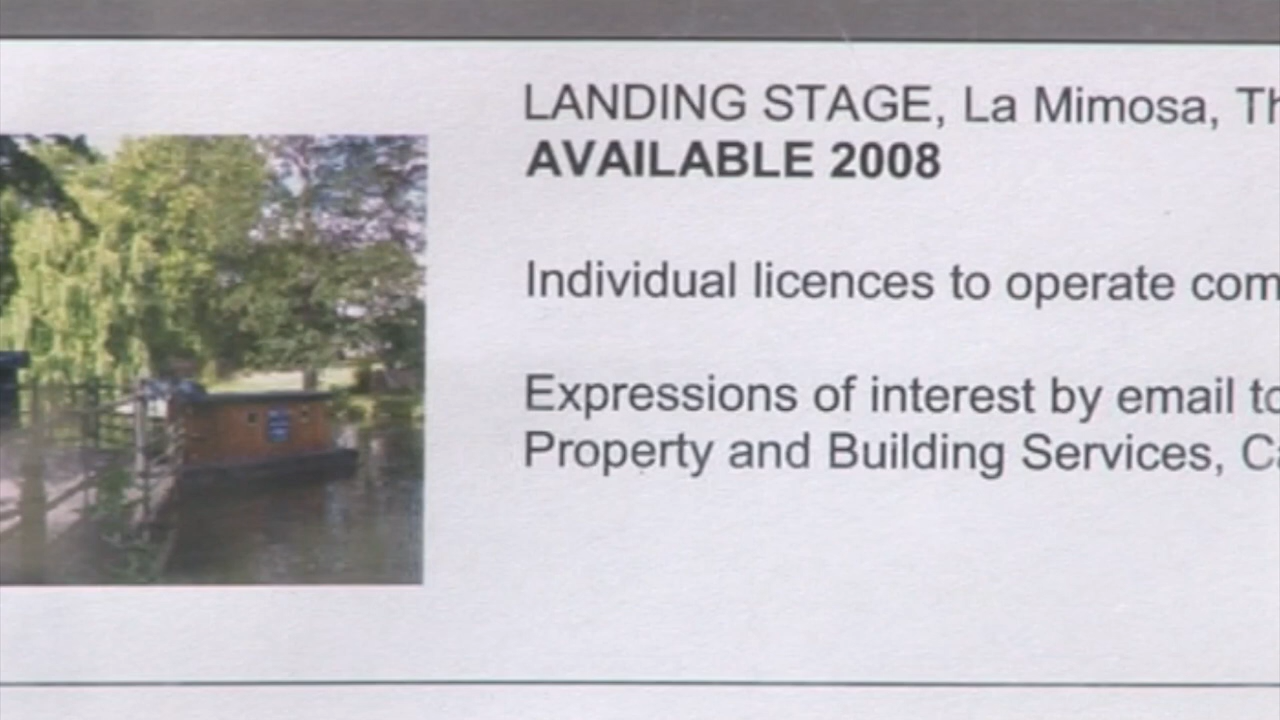 LANDING STAGE, La Mimosa,
AVAILABLE 2008
Individual licences to operate
Expressions of interest by email
Property and Building Services,